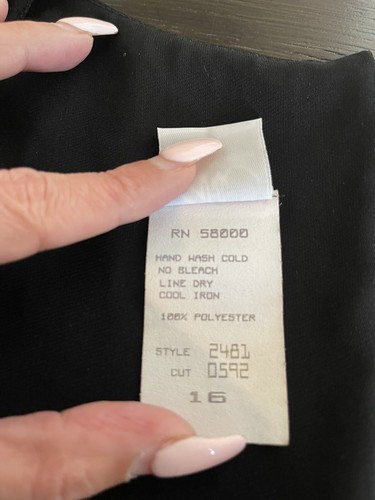 RN 58000
HAND WASH COLD
NO BLEACH
LINE DRY
COOL IRON
100% POLYESTER
STYLE 2481
CUT 0592
16